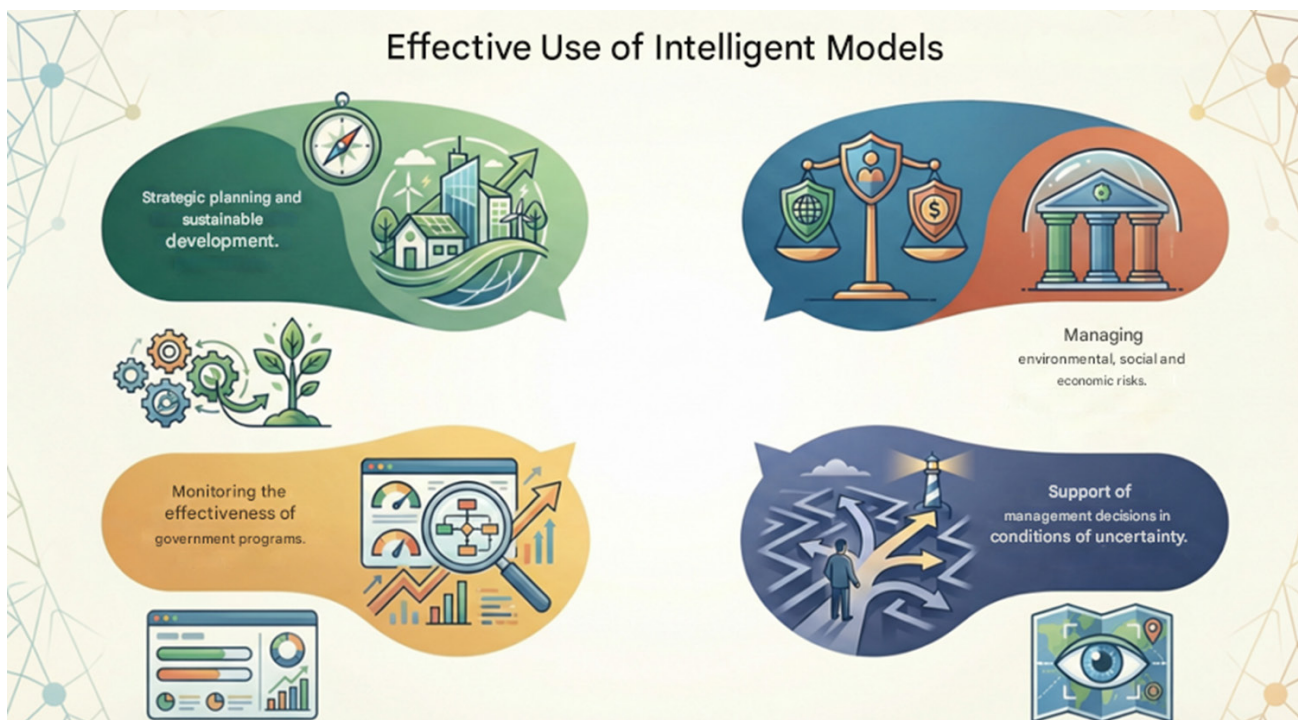 Effective Use of Intelligent Models
Strategic planning and
sustainable
development.
$
Managing
environmental, social and
economic risks.
Monitoring the
effectiveness of
government programs.
Support of
management decisions in
conditions of uncertainty.